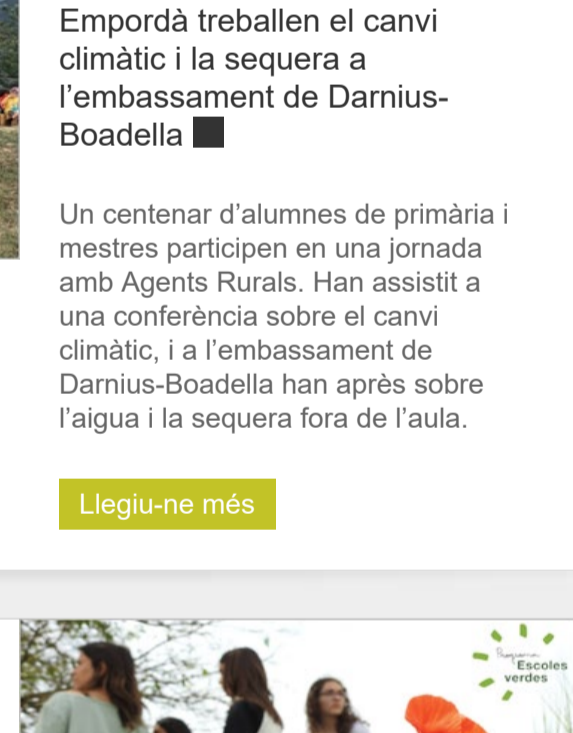 Empordà treballen el canvi
climàtic i la sequera a
l’embassament de Darnius-
Boadella
Un centenar d’alumnes de primària i
mestres participen en una jornada
amb Agents Rurals. Han assistit a
una conferència sobre el canvi
climàtic, i a l’embassament de
Darnius-Boadella han après sobre
l’aigua i la sequera fora de l’aula.
Llegiu-ne més
Programa
Escoles
verdes